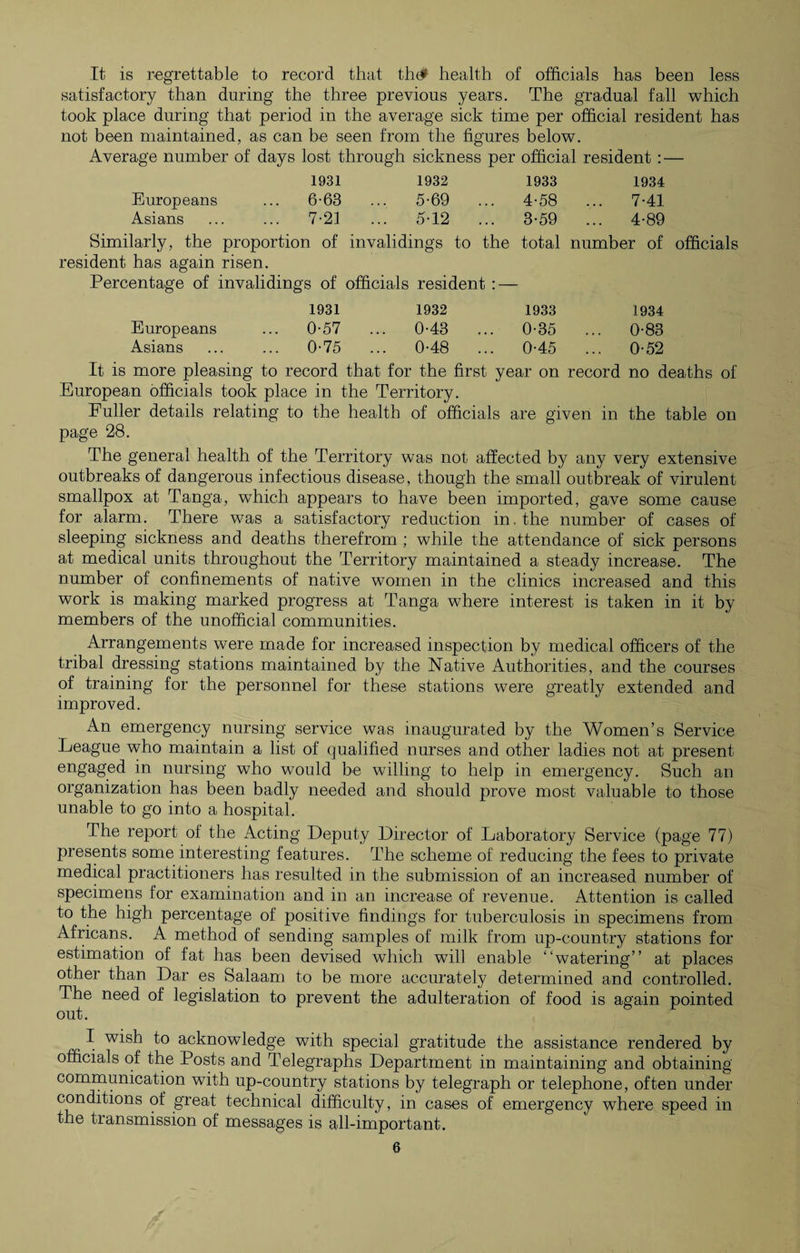 It is regrettable to record that the health of officials has been less
satisfactory than during the three previous years. The gradual fall which
took place during that period in the average sick time per official resident has
not been maintained, as can be seen from the figures below.
Average number of days lost through sickness per official resident :—
1931 1932 1933 1934
Europeans ... 6·63 ... 5·69 ... 4·58 ... 7·41
Asians ... ... 7·21 ... 5·12 ... 3·59 ... 4·89
Similarly, the proportion of invalidings to the total number of officials
resident has again risen.
Percentage of invalidings of officials resident :—
1931 1932 1933 1934
Europeans ... 0·57 ... 0·43 ... 0·35 ... 0·83
Asians ... ... 0·75 ... 0·48 ... 0·45 ... 0·52
It is more pleasing to record that for the first year on record no deaths of
European officials took place in the Territory.
Fuller details relating to the health of officials are given in the table on
page 28.
The general health of the Territory was not affected by any very extensive
outbreaks of dangerous infectious disease, though the small outbreak of virulent
smallpox at Tanga, which appears to have been imported, gave some cause
for alarm. There was a satisfactory reduction in. the number of cases of
sleeping sickness and deaths therefrom ; while the attendance of sick persons
at medical units throughout the Territory maintained a steady increase. The
number of confinements of native women in the clinics increased and this
work is making marked progress at Tanga where interest is taken in it by
members of the unofficial communities.
Arrangements were made for increased inspection by medical officers of the
tribal dressing stations maintained by the Native Authorities, and the courses
of training for the personnel for these stations were greatly extended and
improved.
An emergency nursing service was inaugurated by the Women's Service
League who maintain a list of qualified nurses and other ladies not at present
engaged in nursing who would be willing to help in emergency. Such an
organization has been badly needed and should prove most valuable to those
unable to go into a hospital.
The report of the Acting Deputy Director of Laboratory Service (page 77)
presents some interesting features. The scheme of reducing the fees to private
medical practitioners has resulted in the submission of an increased number of
specimens for examination and in an increase of revenue. Attention is called
to the high percentage of positive findings for tuberculosis in specimens from
Africans. A method of sending samples of milk from up-country stations for
estimation of fat has been devised which will enable "watering" at places
other than Dar es Salaam to be more accurately determined and controlled.
The need of legislation to prevent the adulteration of food is again pointed
out.
I wish to acknowledge with special gratitude the assistance rendered by
officials of the Posts and Telegraphs Department in maintaining and obtaining
communication with up-country stations by telegraph or telephone, often under
conditions of great technical difficulty, in cases of emergency where speed in
the transmission of messages is all-important.
6